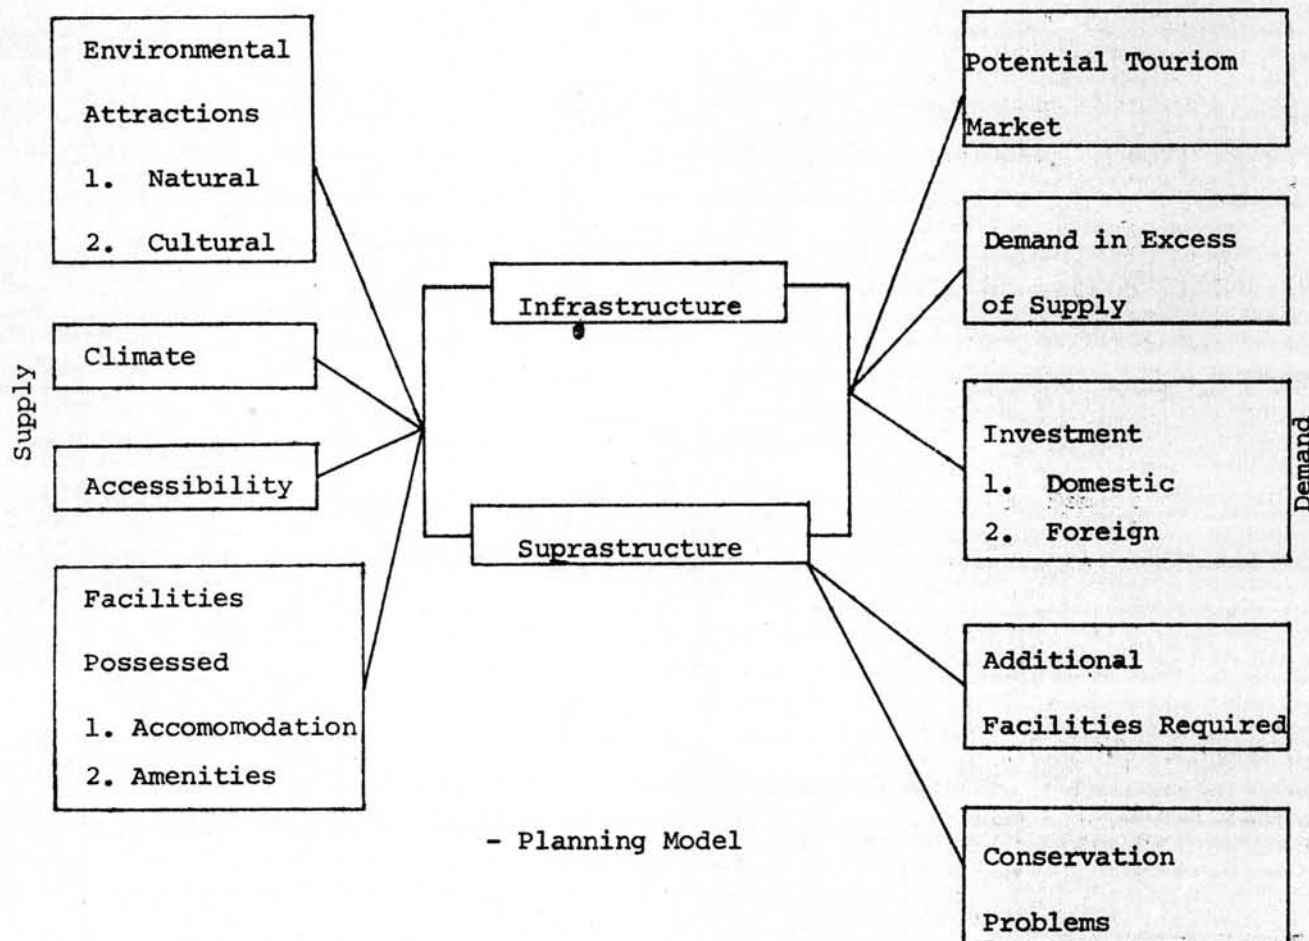 Supply
Environmental
Attractions
1. Natural
2. Cultural
Climate
Accessibility
Facilities
Possessed
1. Accomomodation
2. Amenities
Infrastructure
Suprastructure
- Planning Model
Potential Touriom
Market
Demand in Excess
of Supply
Investment
1. Domestic
2. Foreign
Additional
Facilities Required
Conservation
Problems
Demand